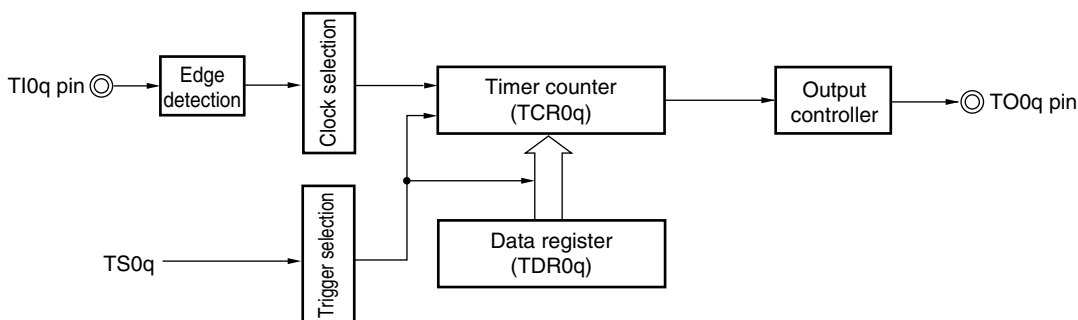 TI0q pin
Edge
detection
Clock selection
Timer counter
(TCR0q)
Output
controller
TO0q pin
TS0q
Trigger selection
Data register
(TDR0q)